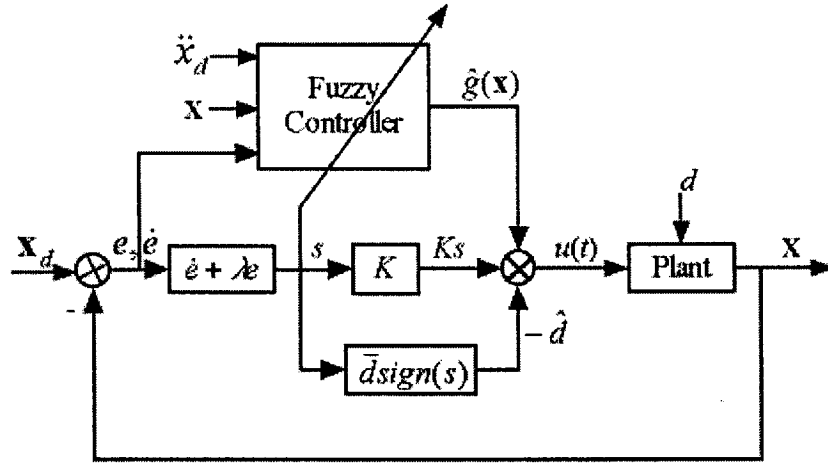 ẍ_d
x
Fuzzy
Controller
ĝ(x)
d
x_d
e, ė
ė + λe
s
K
Ks
u(t)
Plant
x
-
d̄sign(s)
- d̂